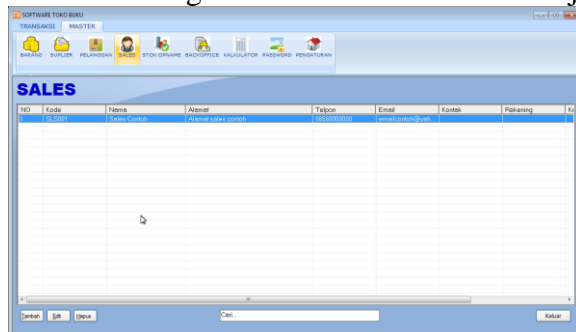 SOFTWARE TOKO BUKU
TRANSAKSI MASTER
BARANG SUPLIER PELANGGAN SALES STOK OPNAME BACKOFFICE KALKULATOR PASSWORD PENGATURAN
SALES
NO Kode Nama Alamat Telpon Email Kontak Rekening
1 SLS001 Sales Contoh Alamat sales contoh
Tambah Edit Hapus Cari... Keluar